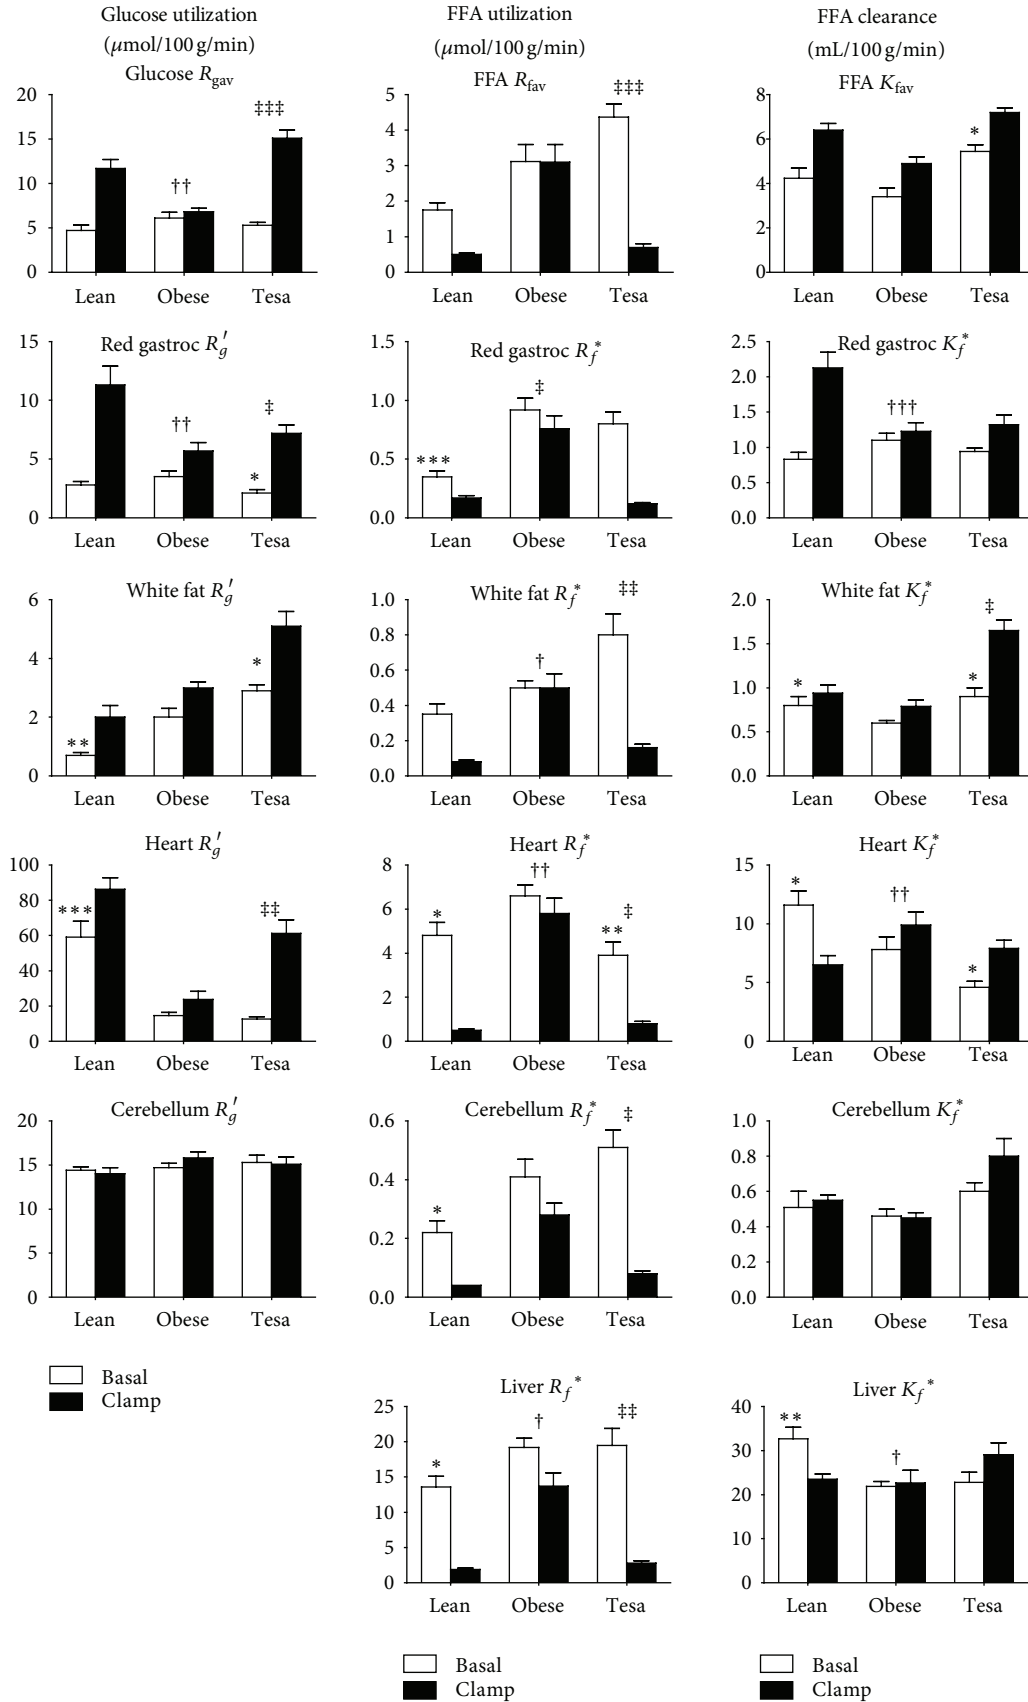 Glucose utilization
(μmol/100 g/min)
Glucose R_gav
20
15
10
5
0
††
‡‡‡
Lean Obese Tesa
FFA utilization
(μmol/100 g/min)
FFA R_fav
5
4
3
2
1
0
‡‡‡
Lean Obese Tesa
FFA clearance
(mL/100 g/min)
FFA K_fav
8
6
4
2
0
*
Lean Obese Tesa
Red gastroc R_g′
15
10
5
0
††
*
‡
Lean Obese Tesa
Red gastroc R_f*
1.5
1.0
0.5
0.0
***
‡
Lean Obese Tesa
Red gastroc K_f*
2.5
2.0
1.5
1.0
0.5
0.0
†††
Lean Obese Tesa
White fat R_g′
6
4
2
0
**
*
Lean Obese Tesa
White fat R_f*
1.0
0.8
0.6
0.4
0.2
0.0
†
‡‡
Lean Obese Tesa
White fat K_f*
2.0
1.5
1.0
0.5
0.0
*
*
‡
Lean Obese Tesa
Heart R_g′
100
80
60
40
20
0
***
‡‡
Lean Obese Tesa
Heart R_f*
8
6
4
2
0
*
††
**
‡
Lean Obese Tesa
Heart K_f*
15
10
5
0
*
††
*
Lean Obese Tesa
Cerebellum R_g′
20
15
10
5
0
Lean Obese Tesa
Cerebellum R_f*
0.6
0.4
0.2
0.0
*
‡
Lean Obese Tesa
Cerebellum K_f*
1.0
0.8
0.6
0.4
0.2
0.0
Lean Obese Tesa
Basal
Clamp
Liver R_f*
25
20
15
10
5
0
*
†
‡‡
Lean Obese Tesa
Basal
Clamp
Liver K_f*
40
30
20
10
0
**
†
Lean Obese Tesa
Basal
Clamp